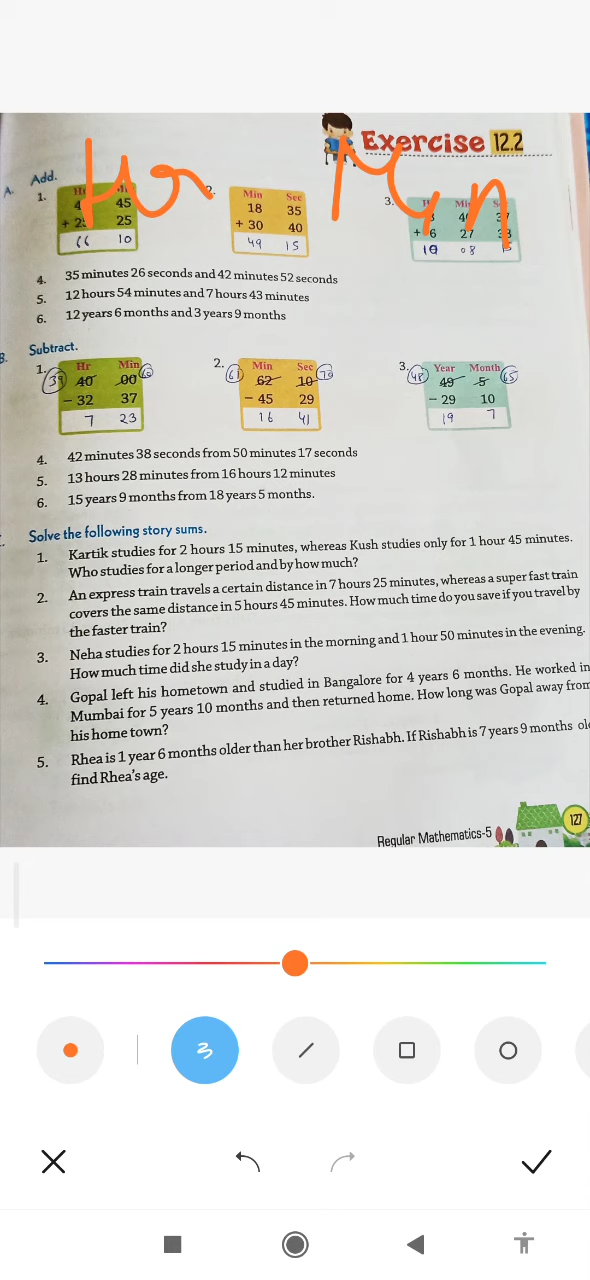 Exercise 12.2
Hr Min
A. Add.
1. 2. 3.
45 Min Sec
+ 2 25 18 35
66 10 + 30 40 + 6 27
49 15 08
4. 35 minutes 26 seconds and 42 minutes 52 seconds
5. 12 hours 54 minutes and 7 hours 43 minutes
6. 12 years 6 months and 3 years 9 months
B. Subtract.
1. Hr Min 2. Min Sec 3. Year Month
39 40 00 60 61 62 10 70 48 49 5 65
- 32 37 - 45 29 - 29 10
7 23 16 41 19 7
4. 42 minutes 38 seconds from 50 minutes 17 seconds
5. 13 hours 28 minutes from 16 hours 12 minutes
6. 15 years 9 months from 18 years 5 months.
Solve the following story sums.
1. Kartik studies for 2 hours 15 minutes, whereas Kush studies only for 1 hour 45 minutes.
Who studies for a longer period and by how much?
2. An express train travels a certain distance in 7 hours 25 minutes, whereas a super fast train
covers the same distance in 5 hours 45 minutes. How much time do you save if you travel by
the faster train?
3. Neha studies for 2 hours 15 minutes in the morning and 1 hour 50 minutes in the evening.
How much time did she study in a day?
4. Gopal left his hometown and studied in Bangalore for 4 years 6 months. He worked in
Mumbai for 5 years 10 months and then returned home. How long was Gopal away from
his home town?
5. Rhea is 1 year 6 months older than her brother Rishabh. If Rishabh is 7 years 9 months
find Rhea's age.
Regular Mathematics-5 127